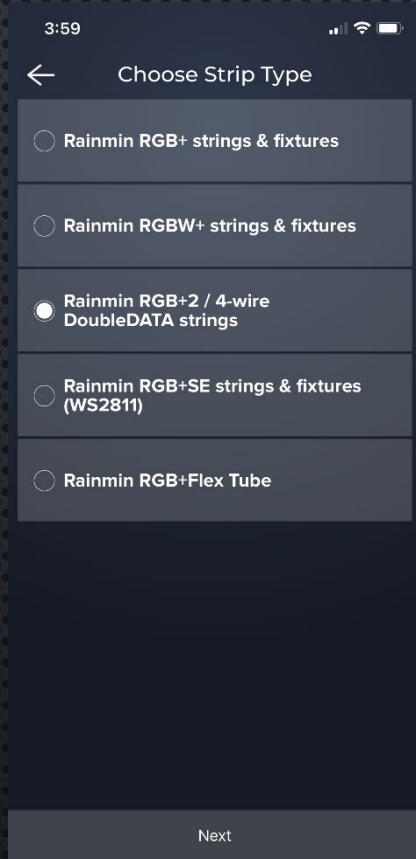 3:59
Choose Strip Type
Rainmin RGB+ strings & fixtures
Rainmin RGBW+ strings & fixtures
Rainmin RGB+2 / 4-wire
DoubleDATA strings
Rainmin RGB+SE strings & fixtures
(WS2811)
Rainmin RGB+Flex Tube
Next